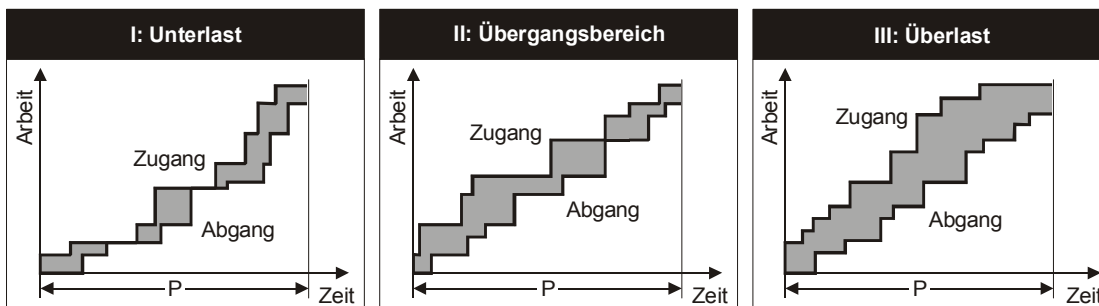 I: Unterlast
Arbeit
Zugang
Abgang
P
Zeit
II: Übergangsbereich
Arbeit
Zugang
Abgang
P
Zeit
III: Überlast
Arbeit
Zugang
Abgang
P
Zeit